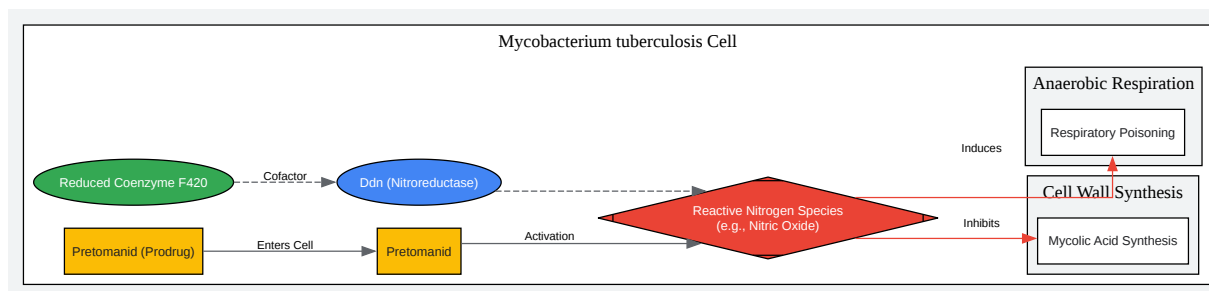 Mycobacterium tuberculosis Cell
Anaerobic Respiration
Respiratory Poisoning
Induces
Reduced Coenzyme F420
Cofactor
Ddn (Nitroreductase)
Cell Wall Synthesis
Reactive Nitrogen Species
(e.g., Nitric Oxide)
Inhibits
Mycolic Acid Synthesis
Pretomanid (Prodrug)
Enters Cell
Pretomanid
Activation